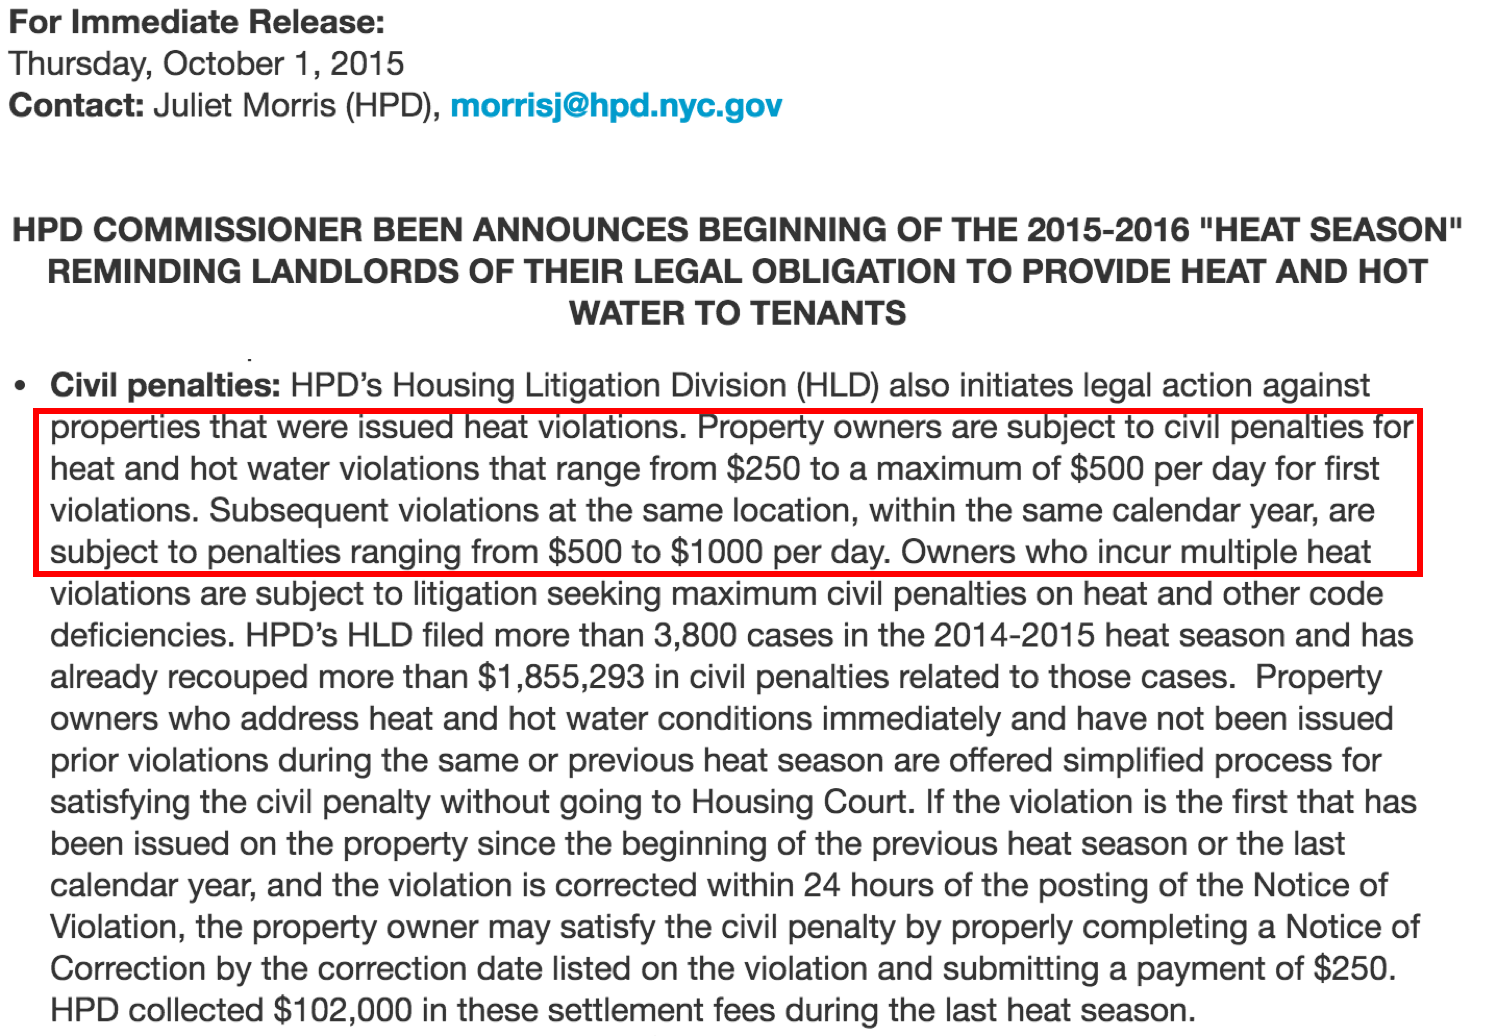 For Immediate Release:
Thursday, October 1, 2015
Contact: Juliet Morris (HPD), morrisj@hpd.nyc.gov
HPD COMMISSIONER BEEN ANNOUNCES BEGINNING OF THE 2015-2016 "HEAT SEASON"
REMINDING LANDLORDS OF THEIR LEGAL OBLIGATION TO PROVIDE HEAT AND HOT
WATER TO TENANTS
• Civil penalties: HPD’s Housing Litigation Division (HLD) also initiates legal action against
properties that were issued heat violations. Property owners are subject to civil penalties for
heat and hot water violations that range from $250 to a maximum of $500 per day for first
violations. Subsequent violations at the same location, within the same calendar year, are
subject to penalties ranging from $500 to $1000 per day. Owners who incur multiple heat
violations are subject to litigation seeking maximum civil penalties on heat and other code
deficiencies. HPD’s HLD filed more than 3,800 cases in the 2014-2015 heat season and has
already recouped more than $1,855,293 in civil penalties related to those cases.  Property
owners who address heat and hot water conditions immediately and have not been issued
prior violations during the same or previous heat season are offered simplified process for
satisfying the civil penalty without going to Housing Court. If the violation is the first that has
been issued on the property since the beginning of the previous heat season or the last
calendar year, and the violation is corrected within 24 hours of the posting of the Notice of
Violation, the property owner may satisfy the civil penalty by properly completing a Notice of
Correction by the correction date listed on the violation and submitting a payment of $250.
HPD collected $102,000 in these settlement fees during the last heat season.